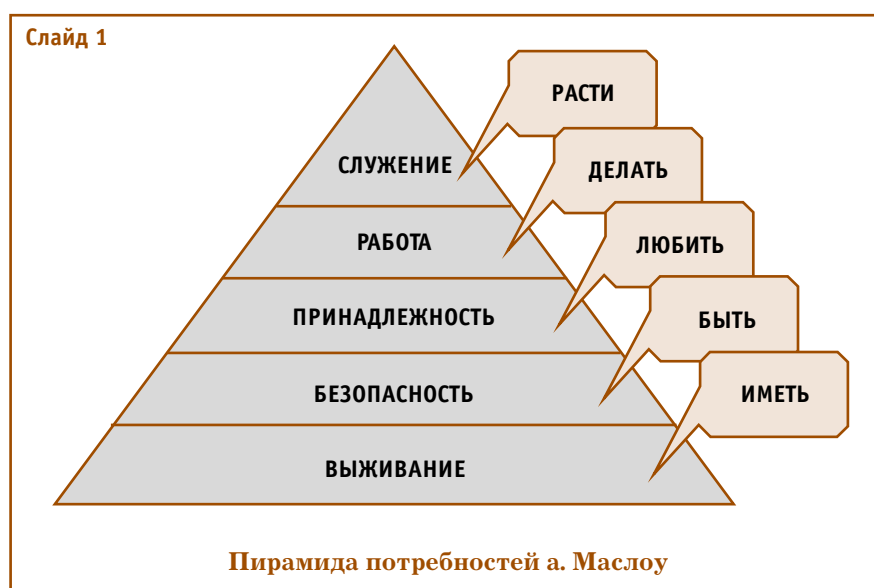 Слайд 1
РАСТИ
СЛУЖЕНИЕ
ДЕЛАТЬ
РАБОТА
ЛЮБИТЬ
ПРИНАДЛЕЖНОСТЬ
БЫТЬ
БЕЗОПАСНОСТЬ
ИМЕТЬ
ВЫЖИВАНИЕ
Пирамида потребностей а. Маслоу